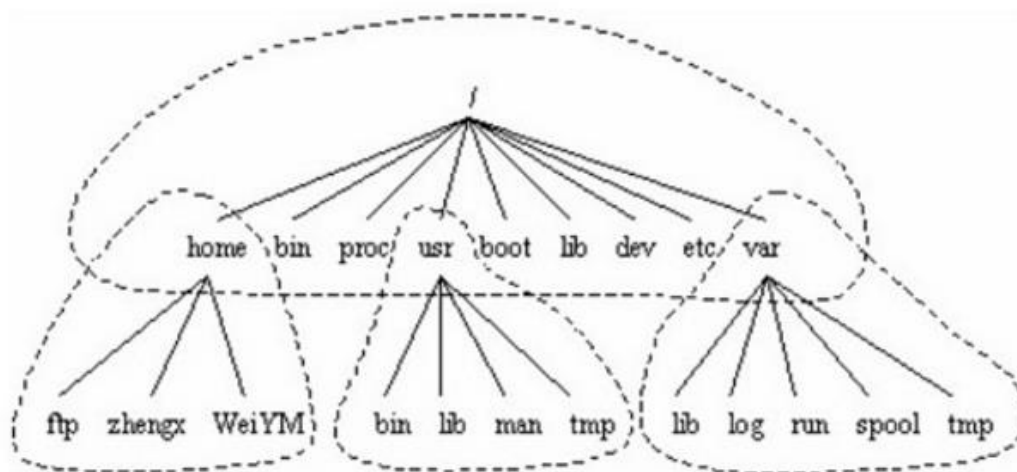 /
home bin proc usr boot lib dev etc var
ftp zhengx WeiYM bin lib man tmp lib log run spool tmp